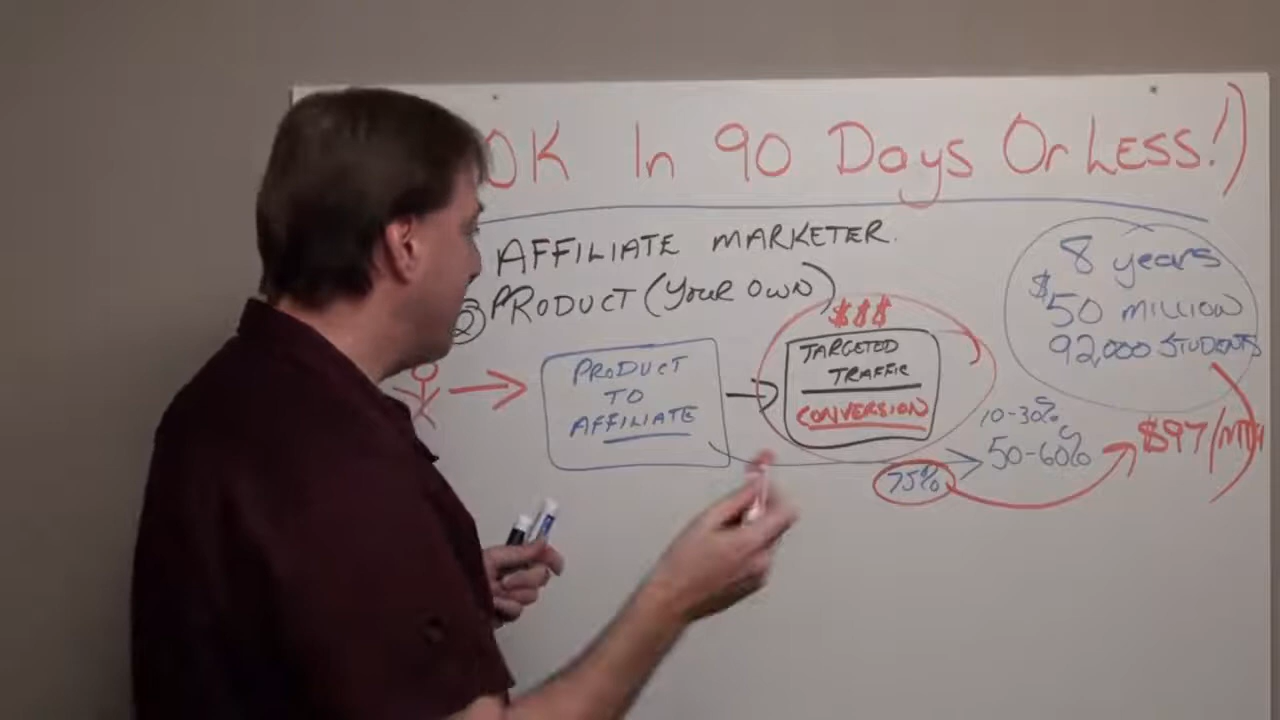 0K In 90 Days Or Less!)
AFFILIATE MARKETER.
② PRODUCT (Your Own)
$$$
PRODUCT
TO
AFFILIATE
TARGETED
TRAFFIC
CONVERSION
8 years
$50 MILLION
92,000 STUDENTS
10-30%
50-60%
75%
$97/MTH